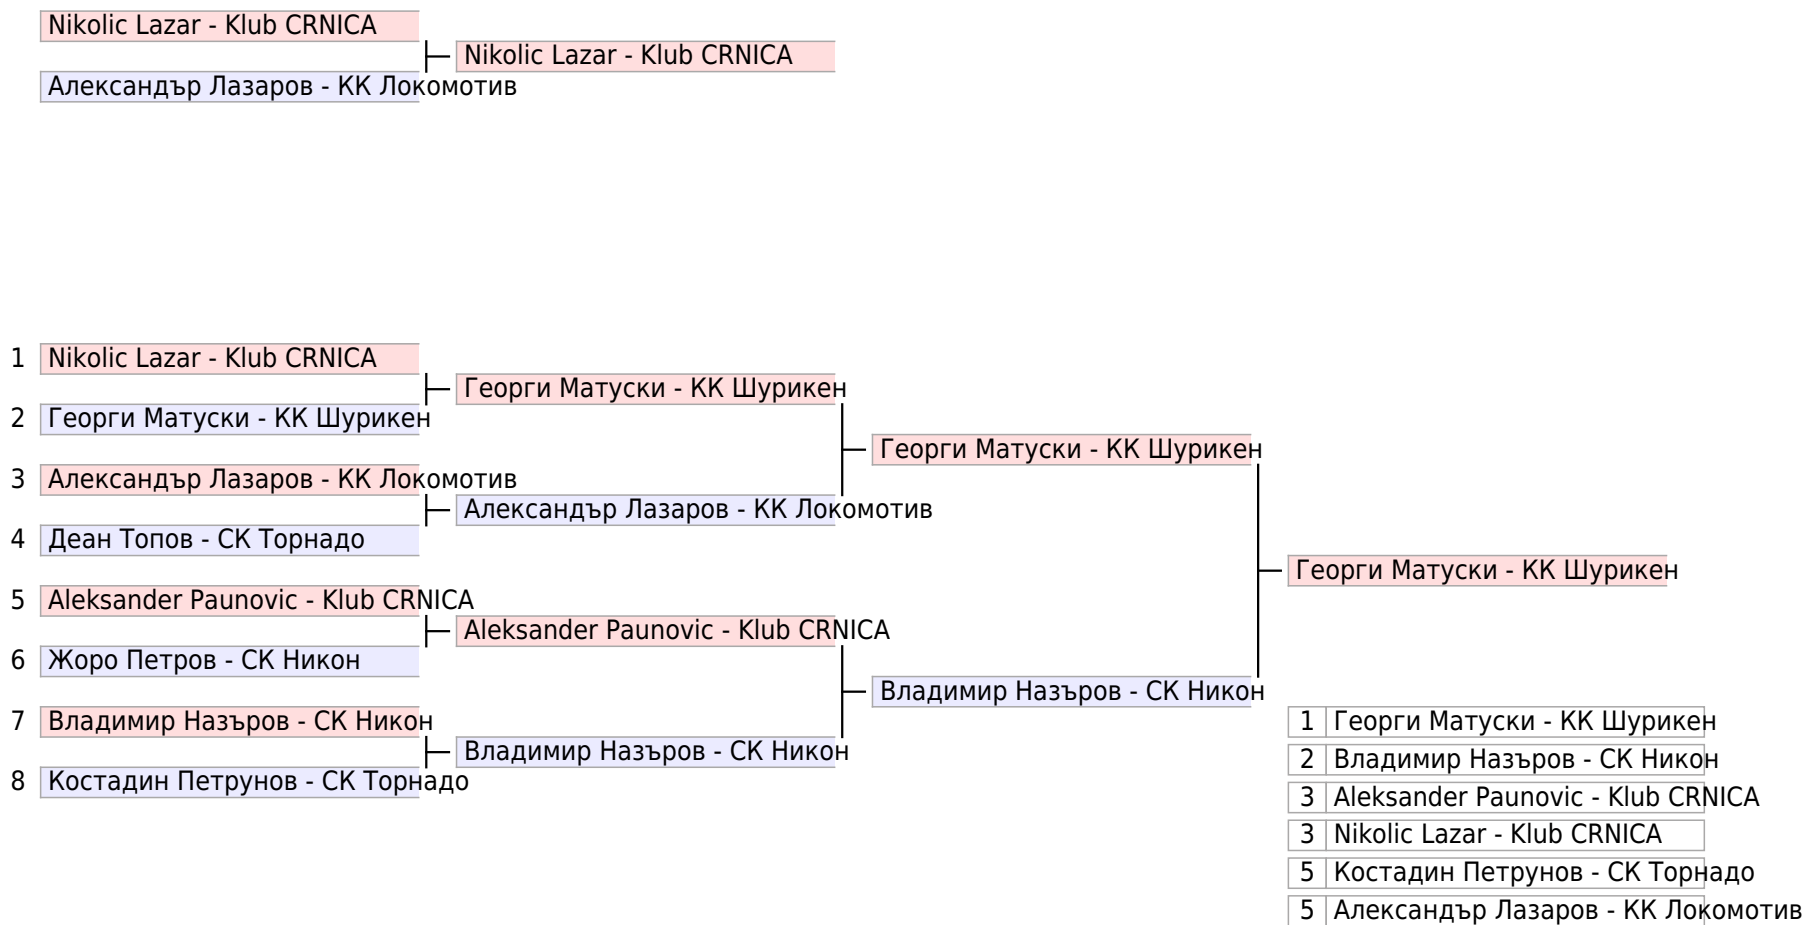 Nikolic Lazar - Klub CRNICA
Nikolic Lazar - Klub CRNICA
Александър Лазаров - КК Локомотив
1 Nikolic Lazar - Klub CRNICA
Георги Матуски - КК Шурикен
2 Георги Матуски - КК Шурикен
Георги Матуски - КК Шурикен
3 Александър Лазаров - КК Локомотив
Александър Лазаров - КК Локомотив
4 Деан Топов - СК Торнадо
Георги Матуски - КК Шурикен
5 Aleksander Paunovic - Klub CRNICA
Aleksander Paunovic - Klub CRNICA
6 Жоро Петров - СК Никон
Владимир Назъров - СК Никон
7 Владимир Назъров - СК Никон
Владимир Назъров - СК Никон
8 Костадин Петрунов - СК Торнадо
1 Георги Матуски - КК Шурикен
2 Владимир Назъров - СК Никон
3 Aleksander Paunovic - Klub CRNICA
3 Nikolic Lazar - Klub CRNICA
5 Костадин Петрунов - СК Торнадо
5 Александър Лазаров - КК Локомотив